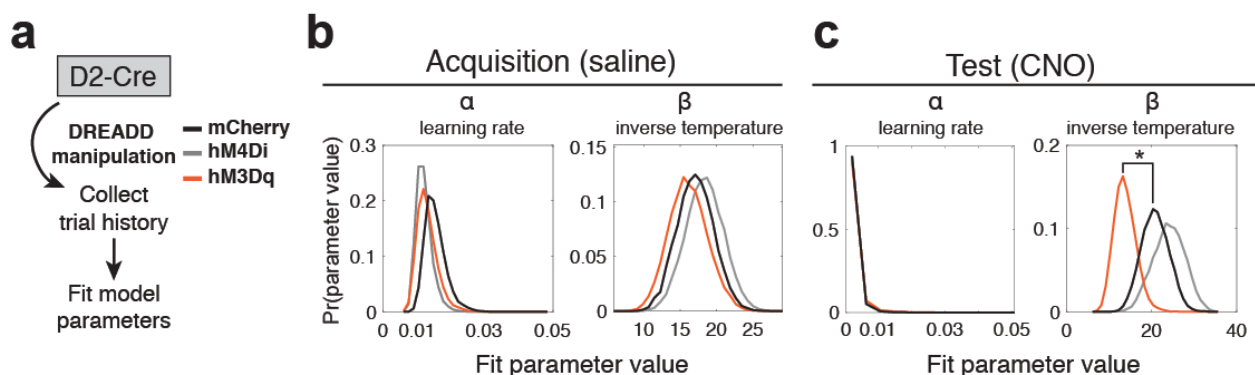 a
D2-Cre
DREADD
manipulation
mCherry
hM4Di
hM3Dq
Collect
trial history
Fit model
parameters
b
Acquisition (saline)
α
learning rate
β
inverse temperature
Pr(parameter value)
0.3
0.2
0.1
0
0 0.01 0.03 0.05
0.15
0.1
0.05
0
10 15 20 25
Fit parameter value
c
Test (CNO)
α
learning rate
β
inverse temperature
1
0.5
0
0 0.01 0.03 0.05
0.2
0.1
0
*
0 20 40
Fit parameter value